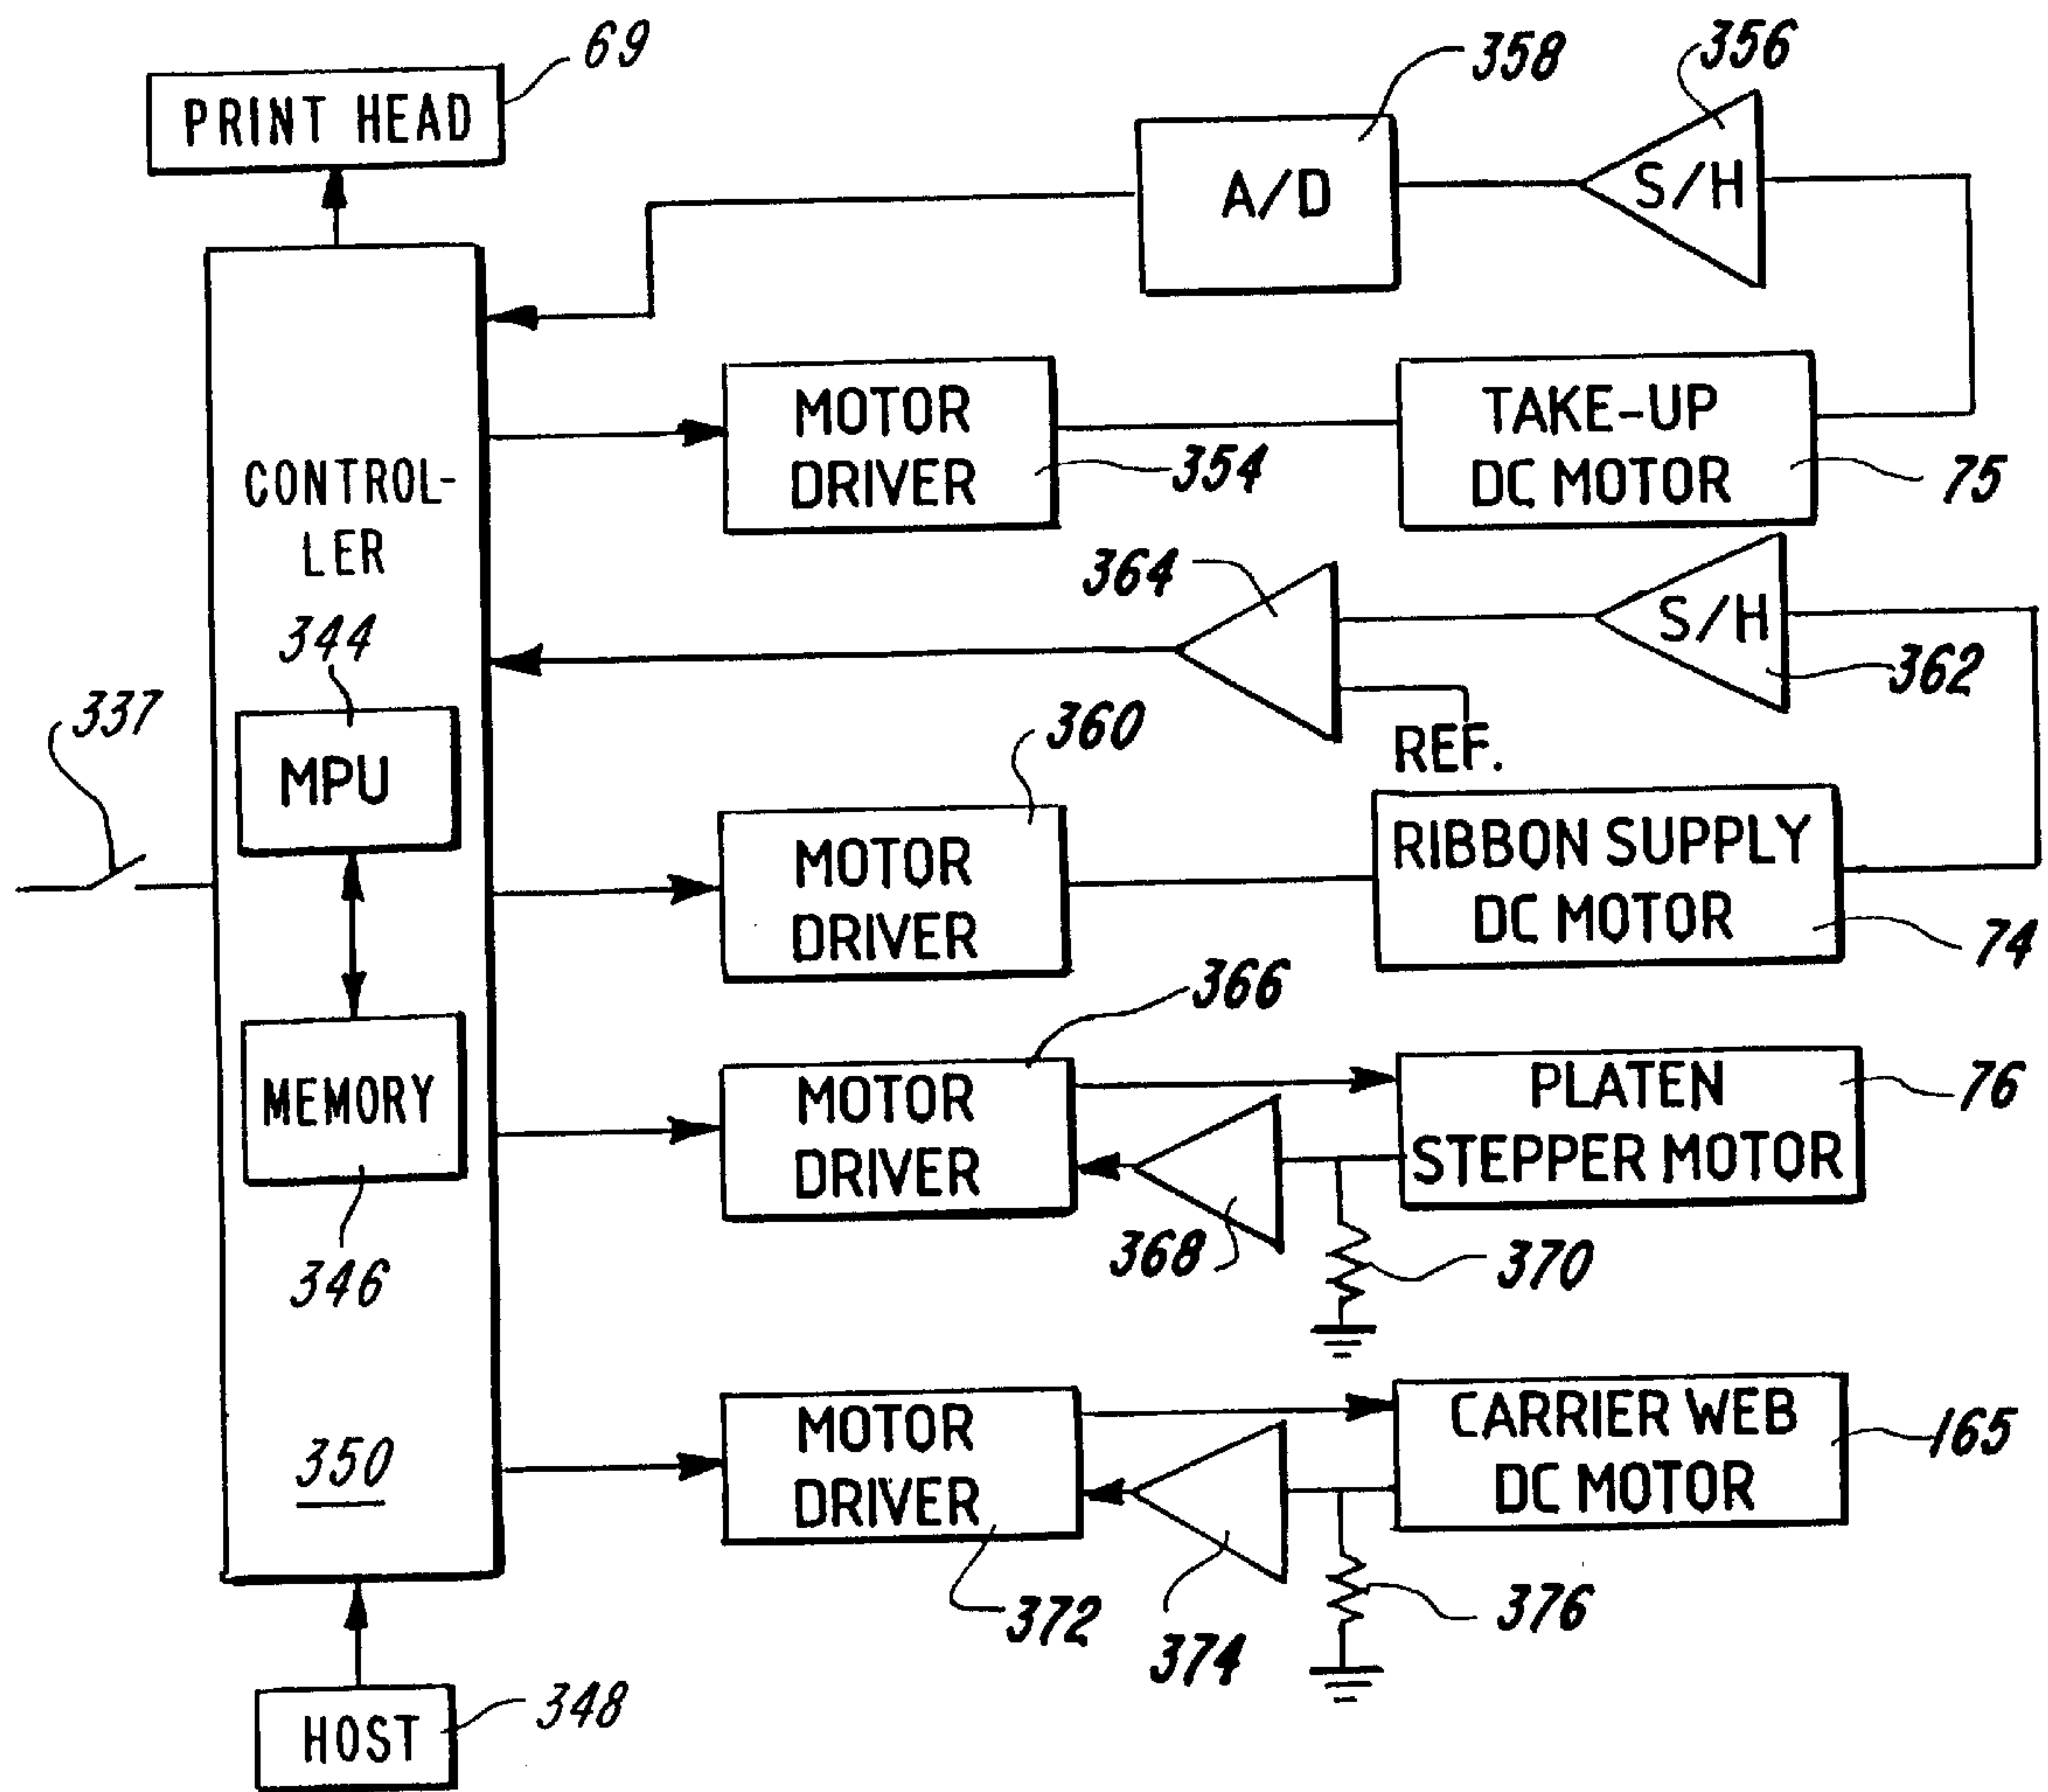 69
PRINT HEAD
358
356
A/D
S/H
MOTOR
DRIVER
354
TAKE-UP
DC MOTOR
75
CONTROL-
LER
364
S/H
362
REF.
344
MPU
337
360
MOTOR
DRIVER
RIBBON SUPPLY
DC MOTOR
74
366
MEMORY
346
MOTOR
DRIVER
PLATEN
STEPPER MOTOR
76
368
370
350
MOTOR
DRIVER
372
CARRIER WEB
DC MOTOR
165
374
376
HOST
348